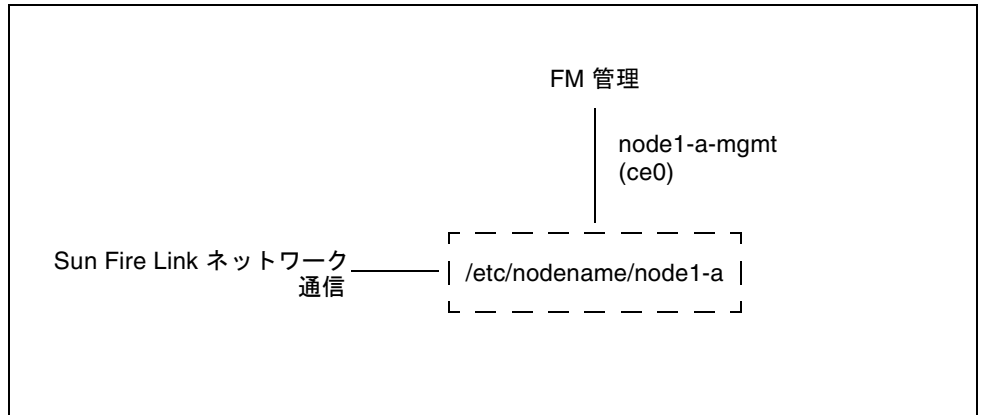 FM 管理
node1-a-mgmt
(ce0)
Sun Fire Link ネットワーク
通信
/etc/nodename/node1-a